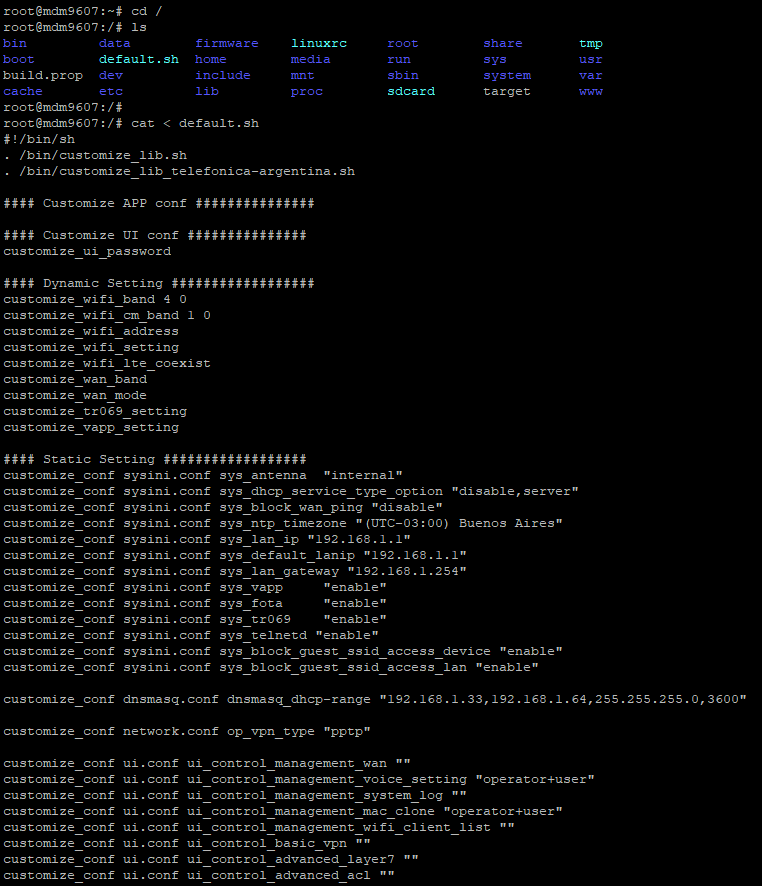 root@mdm9607:~# cd /
root@mdm9607:/# ls
bin         data        firmware    linuxrc     root        share       tmp
boot        default.sh  home        media       run         sys         usr
build.prop  dev         include     mnt         sbin        system      var
cache       etc         lib         proc        sdcard      target      www
root@mdm9607:/#
root@mdm9607:/# cat < default.sh
#!/bin/sh
. /bin/customize_lib.sh
. /bin/customize_lib_telefonica-argentina.sh

#### Customize APP conf ###############

#### Customize UI conf ###############
customize_ui_password

#### Dynamic Setting ##################
customize_wifi_band 4 0
customize_wifi_cm_band 1 0
customize_wifi_address
customize_wifi_setting
customize_wifi_lte_coexist
customize_wan_band
customize_wan_mode
customize_tr069_setting
customize_vapp_setting

#### Static Setting ##################
customize_conf sysini.conf sys_antenna  "internal"
customize_conf sysini.conf sys_dhcp_service_type_option "disable,server"
customize_conf sysini.conf sys_block_wan_ping "disable"
customize_conf sysini.conf sys_ntp_timezone "(UTC-03:00) Buenos Aires"
customize_conf sysini.conf sys_lan_ip "192.168.1.1"
customize_conf sysini.conf sys_default_lanip "192.168.1.1"
customize_conf sysini.conf sys_lan_gateway "192.168.1.254"
customize_conf sysini.conf sys_vapp     "enable"
customize_conf sysini.conf sys_fota     "enable"
customize_conf sysini.conf sys_tr069    "enable"
customize_conf sysini.conf sys_telnetd "enable"
customize_conf sysini.conf sys_block_guest_ssid_access_device "enable"
customize_conf sysini.conf sys_block_guest_ssid_access_lan "enable"

customize_conf dnsmasq.conf dnsmasq_dhcp-range "192.168.1.33,192.168.1.64,255.255.255.0,3600"

customize_conf network.conf op_vpn_type "pptp"

customize_conf ui.conf ui_control_management_wan ""
customize_conf ui.conf ui_control_management_voice_setting "operator+user"
customize_conf ui.conf ui_control_management_system_log ""
customize_conf ui.conf ui_control_management_mac_clone "operator+user"
customize_conf ui.conf ui_control_management_wifi_client_list ""
customize_conf ui.conf ui_control_basic_vpn ""
customize_conf ui.conf ui_control_advanced_layer7 ""
customize_conf ui.conf ui_control_advanced_acl ""